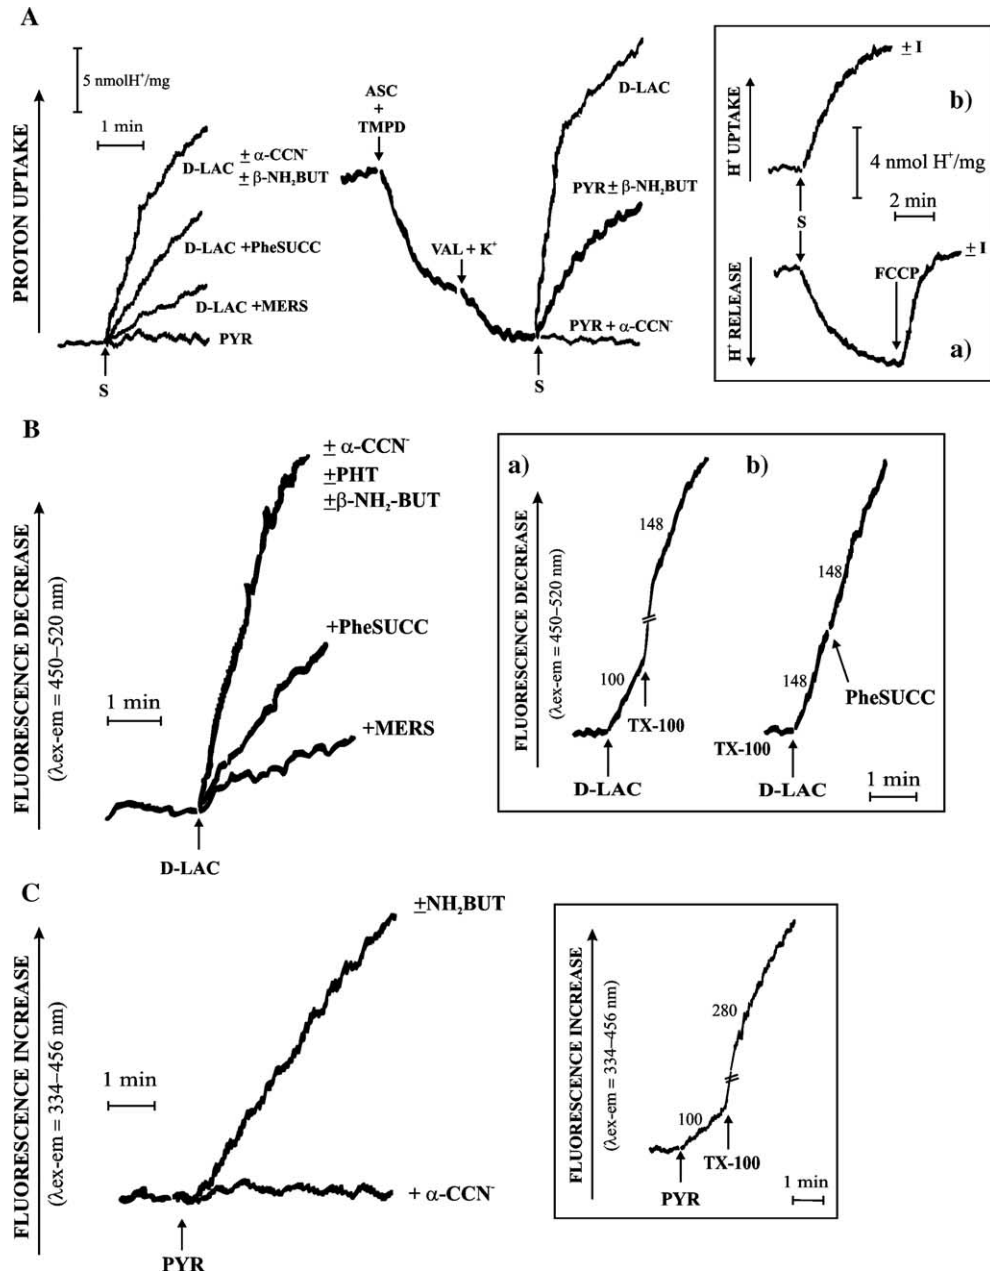 A
5 nmolH⁺/mg
1 min
PROTON UPTAKE
D-LAC ± α-CCN⁻
± β-NH₂BUT
D-LAC +PheSUCC
D-LAC +MERS
PYR
S
ASC
+
TMPD
VAL + K⁺
D-LAC
PYR ± β-NH₂BUT
PYR + α-CCN⁻
S
± I
b)
H⁺ UPTAKE
4 nmol H⁺/mg
2 min
S
± I
FCCP
H⁺ RELEASE
a)
B
± α-CCN⁻
±PHT
±β-NH₂-BUT
FLUORESCENCE DECREASE
(λex-em = 450–520 nm)
+PheSUCC
1 min
+MERS
D-LAC
a)
FLUORESCENCE DECREASE
(λex-em = 450–520 nm)
148
100
TX-100
D-LAC
b)
148
148
PheSUCC
TX-100
D-LAC
1 min
C
±NH₂BUT
FLUORESCENCE INCREASE
(λex-em = 334–456 nm)
1 min
+ α-CCN⁻
PYR
FLUORESCENCE INCREASE
(λex-em = 334–456 nm)
280
100
TX-100
PYR
1 min